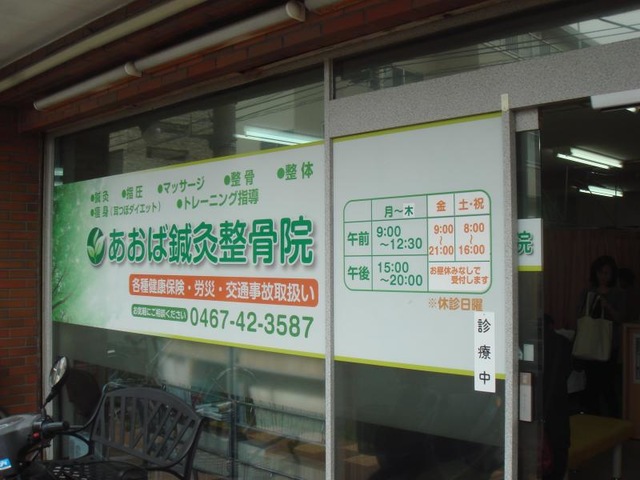 ●鍼灸 ●指圧 ●マッサージ ●整骨 ●整体
●痩身(耳つぼダイエット) ●トレーニング指導
あおば鍼灸整骨院
各種健康保険・労災・交通事故取扱い
お気軽にご相談ください 0467-42-3587
月〜木 金 土・祝
午前 9:00〜12:30 9:00〜21:00 8:00〜16:00
午後 15:00〜20:00 お昼休みなしで受付します
※休診日曜
診療中
院